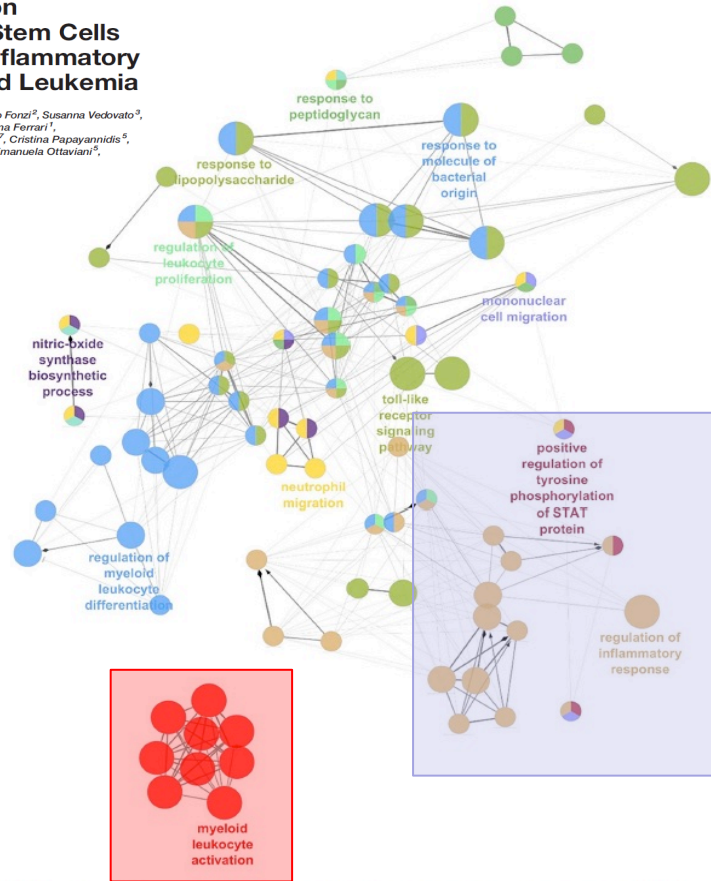 on
Stem Cells
flammatory
d Leukemia
o Fonzi², Susanna Vedovato³,
na Ferrari¹,
⁷, Cristina Papayannidis⁵,
manuela Ottaviani⁸,
response to
peptidoglycan
response to
lipopolysaccharide
response to
molecule of
bacterial
origin
regulation of
leukocyte
proliferation
mononuclear
cell migration
nitric-oxide
synthase
biosynthetic
process
toll-like
receptor
signaling
pathway
neutrophil
migration
positive
regulation of
tyrosine
phosphorylation
of STAT
protein
regulation of
myeloid
leukocyte
differentiation
regulation of
inflammatory
response
myeloid
leukocyte
activation